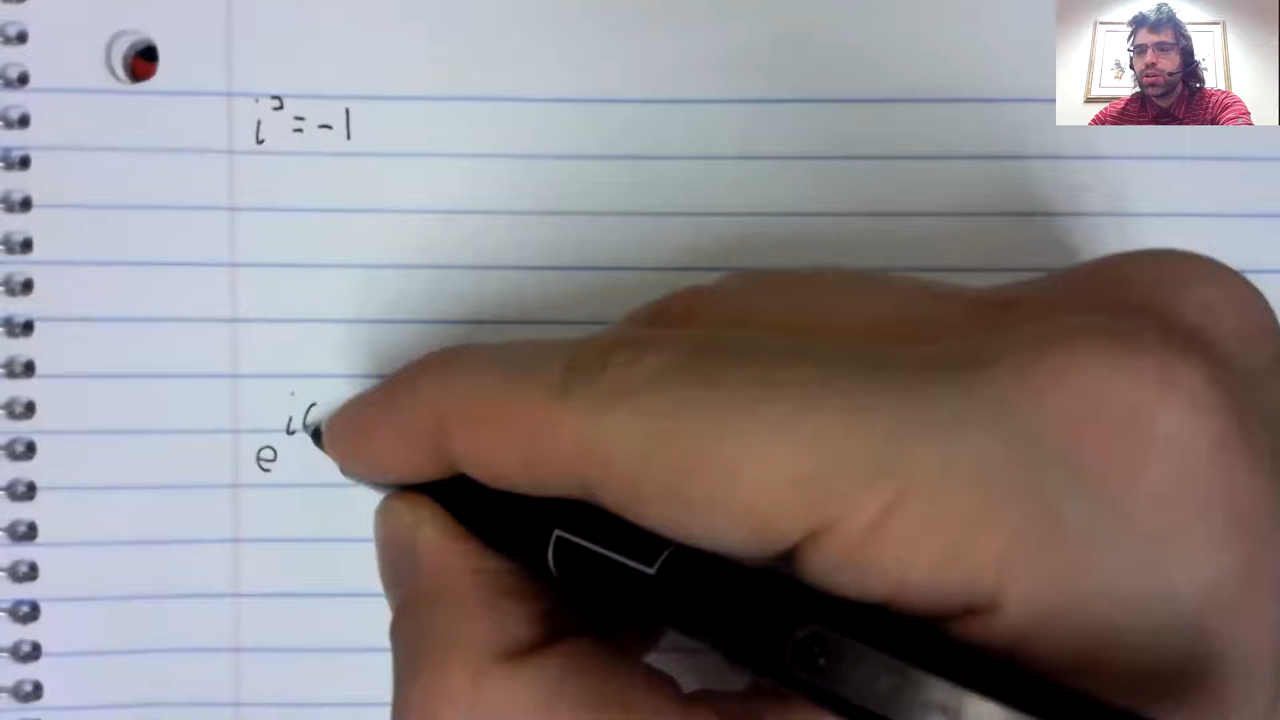 i² = -1
e^i